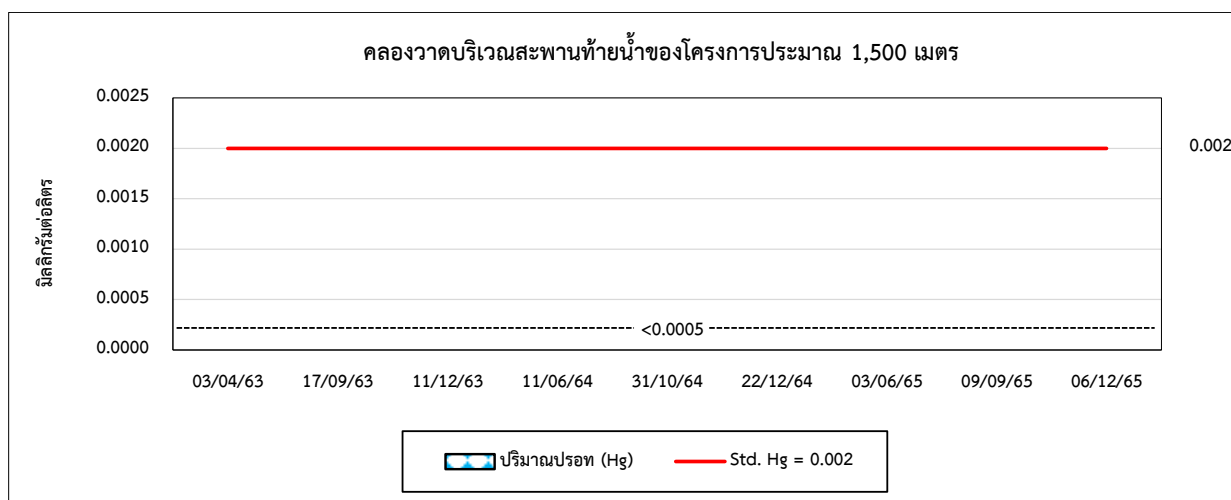 คลองวาดบริเวณสะพานท้ายน้ำของโครงการประมาณ 1,500 เมตร
มิลลิกรัมต่อลิตร
0.0025
0.0020
0.0015
0.0010
0.0005
0.0000
0.002
<0.0005
03/04/63 17/09/63 11/12/63 11/06/64 31/10/64 22/12/64 03/06/65 09/09/65 06/12/65
ปริมาณปรอท (Hg) Std. Hg = 0.002